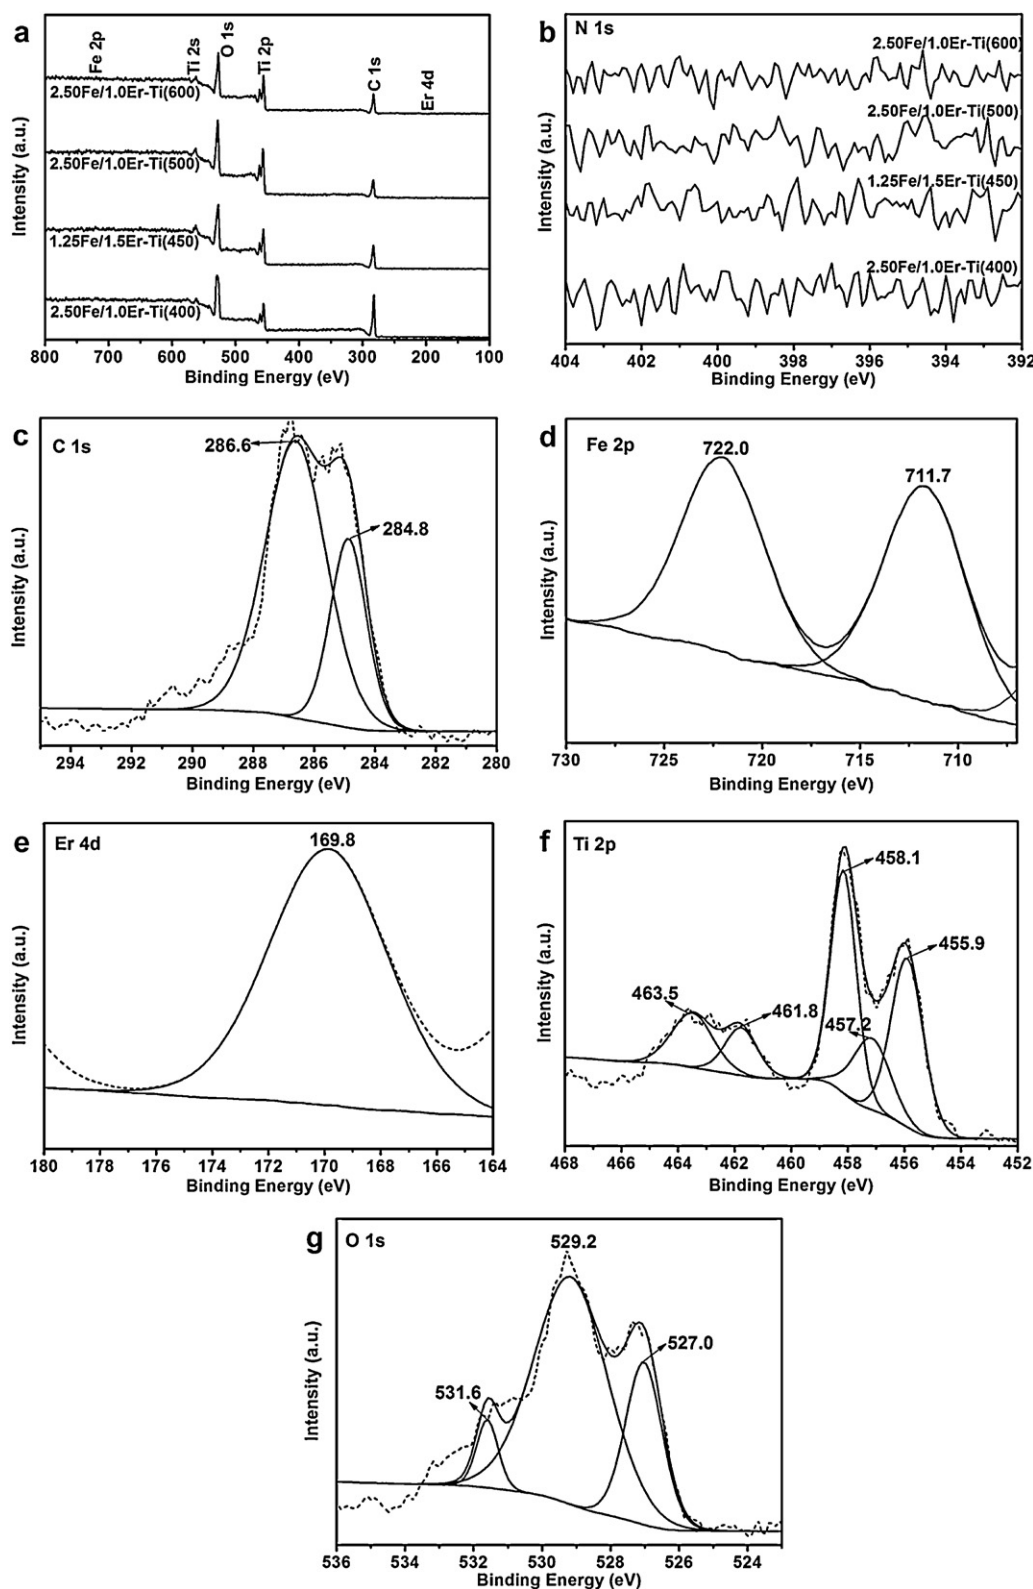 a
Fe 2p
Ti 2s
O 1s
Ti 2p
C 1s
Er 4d
2.50Fe/1.0Er-Ti(600)
2.50Fe/1.0Er-Ti(500)
1.25Fe/1.5Er-Ti(450)
2.50Fe/1.0Er-Ti(400)
Intensity (a.u.)
800 700 600 500 400 300 200 100
Binding Energy (eV)
b N 1s
2.50Fe/1.0Er-Ti(600)
2.50Fe/1.0Er-Ti(500)
1.25Fe/1.5Er-Ti(450)
2.50Fe/1.0Er-Ti(400)
Intensity (a.u.)
404 402 400 398 396 394 392
Binding Energy (eV)
c C 1s
286.6
284.8
Intensity (a.u.)
294 292 290 288 286 284 282 280
Binding Energy (eV)
d Fe 2p
722.0
711.7
Intensity (a.u.)
730 725 720 715 710
Binding Energy (eV)
e Er 4d
169.8
Intensity (a.u.)
180 178 176 174 172 170 168 166 164
Binding Energy (eV)
f Ti 2p
458.1
455.9
463.5
461.8
457.2
Intensity (a.u.)
468 466 464 462 460 458 456 454 452
Binding Energy (eV)
g O 1s
529.2
527.0
531.6
Intensity (a.u.)
536 534 532 530 528 526 524
Binding Energy (eV)